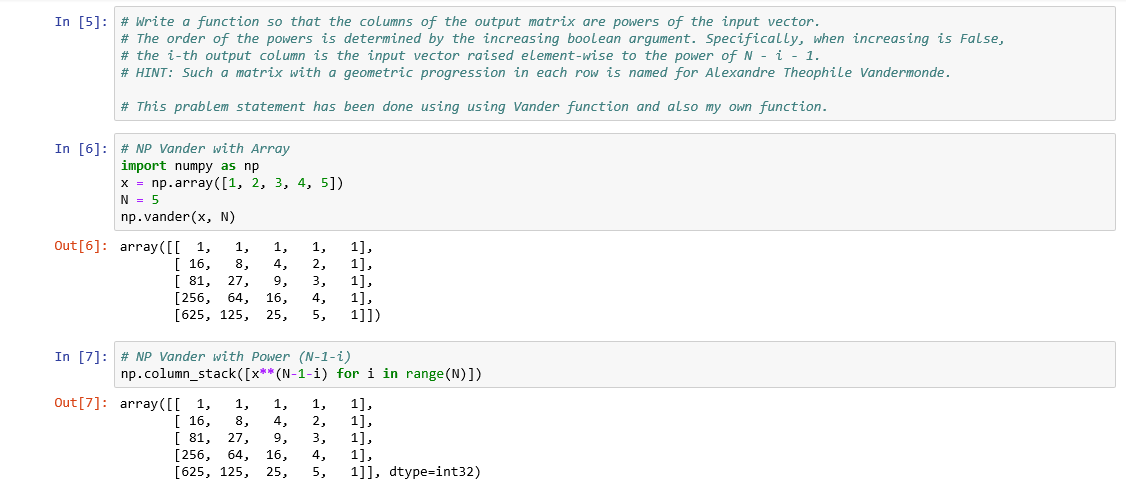 In [5]: # Write a function so that the columns of the output matrix are powers of the input vector.
# The order of the powers is determined by the increasing boolean argument. Specifically, when increasing is False,
# the i-th output column is the input vector raised element-wise to the power of N - i - 1.
# HINT: Such a matrix with a geometric progression in each row is named for Alexandre Theophile Vandermonde.
# This prablem statement has been done using using Vander function and also my own function.
In [6]: # NP Vander with Array
import numpy as np
x = np.array([1, 2, 3, 4, 5])
N = 5
np.vander(x, N)
Out[6]: array([[  1,   1,   1,   1,   1],
       [ 16,   8,   4,   2,   1],
       [ 81,  27,   9,   3,   1],
       [256,  64,  16,   4,   1],
       [625, 125,  25,   5,   1]])
In [7]: # NP Vander with Power (N-1-i)
np.column_stack([x**(N-1-i) for i in range(N)])
Out[7]: array([[  1,   1,   1,   1,   1],
       [ 16,   8,   4,   2,   1],
       [ 81,  27,   9,   3,   1],
       [256,  64,  16,   4,   1],
       [625, 125,  25,   5,   1]], dtype=int32)